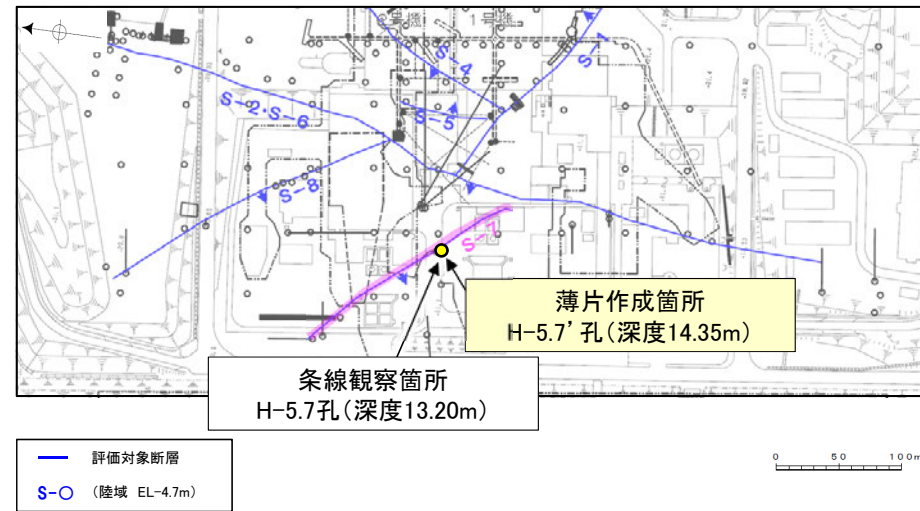 1号
S-4
S-1
S-5
S-2・S-6
S-8
S-7
薄片作成箇所
H-5.7’孔(深度14.35m)
条線観察箇所
H-5.7孔(深度13.20m)
評価対象断層
S-○ (陸域 EL-4.7m)
0 50 100m